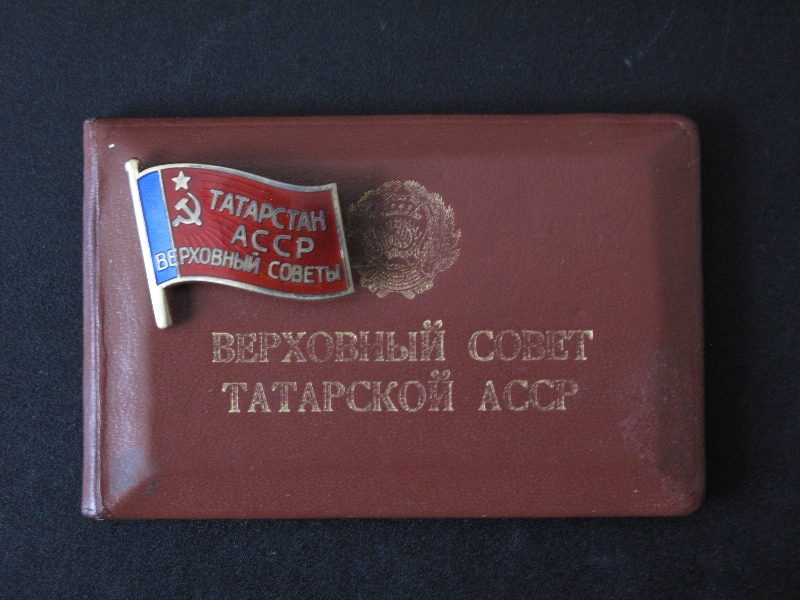 ТАТАРСТАН
АССР
ВЕРХОВНЫЙ СОВЕТЫ
ВЕРХОВНЫЙ СОВЕТ
ТАТАРСКОЙ АССР